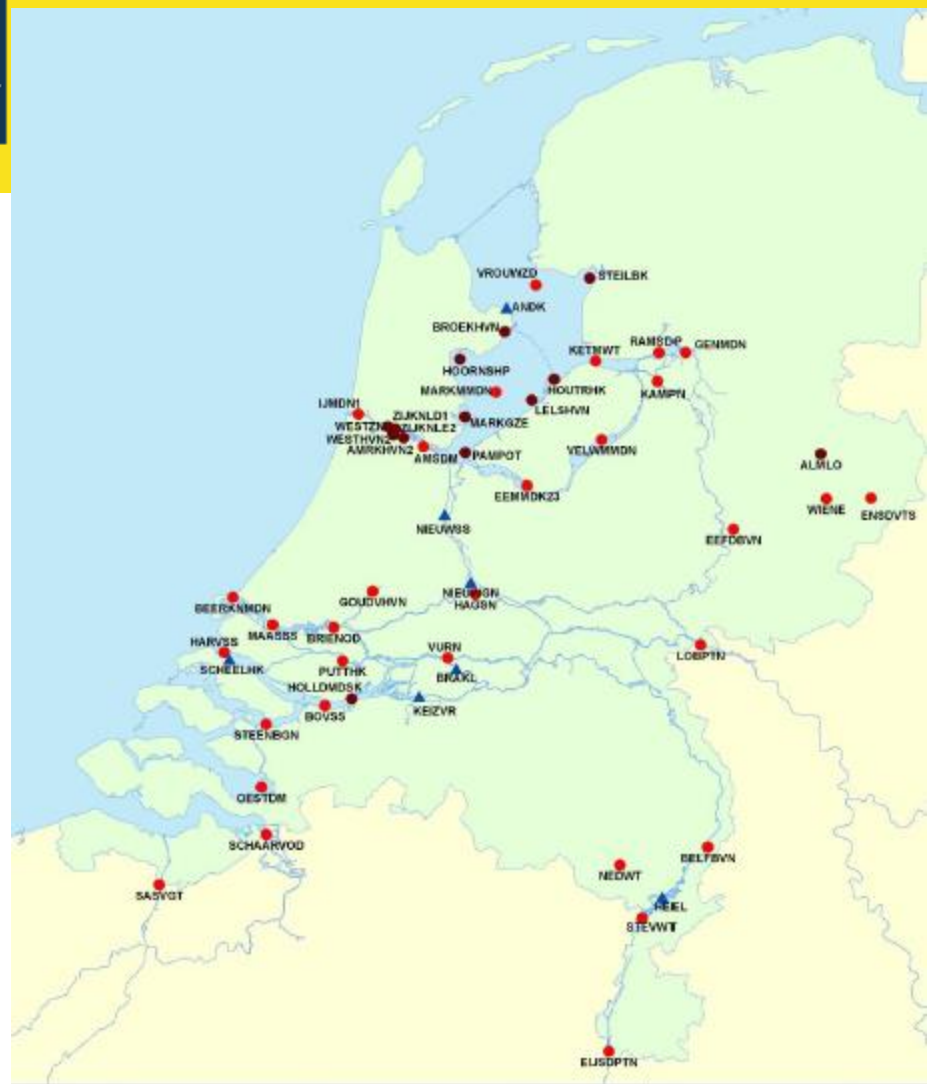 VROUWZD
STEILBK
ANDK
BROEKHVN
RAMSDP
GENMDN
KETMWT
HOORNSHP
HOUTRHK
KAMPN
MARKMMDN
LELSHVN
IJMDN1
ZIJKNLD1
MARKGZE
ZIJKNLE2
WESTHVN2
AMRKHVN2
AMSDM
PAMPOT
VELWMMDN
ALMLO
EEMMDK23
WIENE
ENSDVTS
NIEUWSS
EEFDBVN
GOUDVHVN
HAGSN
BEERKNMDN
MAASSS
BRIENOD
HARVSS
VURN
LOBPTN
SCHEELHK
PUTTHK
BRAKL
HOLLDMDSK
BOVSS
KEIZVR
STEENBGN
OESTDM
SCHAARVOD
BELFBVN
NEDWT
SASVGT
HEEL
STEVWT
EIJSDPTN